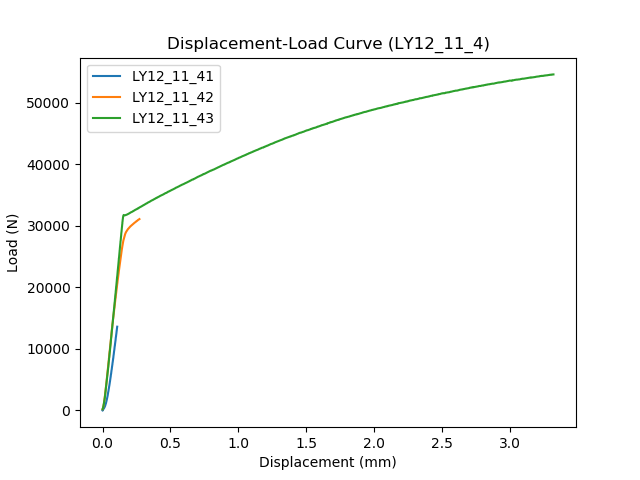 Displacement-Load Curve (LY12_11_4)
LY12_11_41
LY12_11_42
LY12_11_43
50000
40000
30000
20000
10000
0
Load (N)
0.0 0.5 1.0 1.5 2.0 2.5 3.0
Displacement (mm)